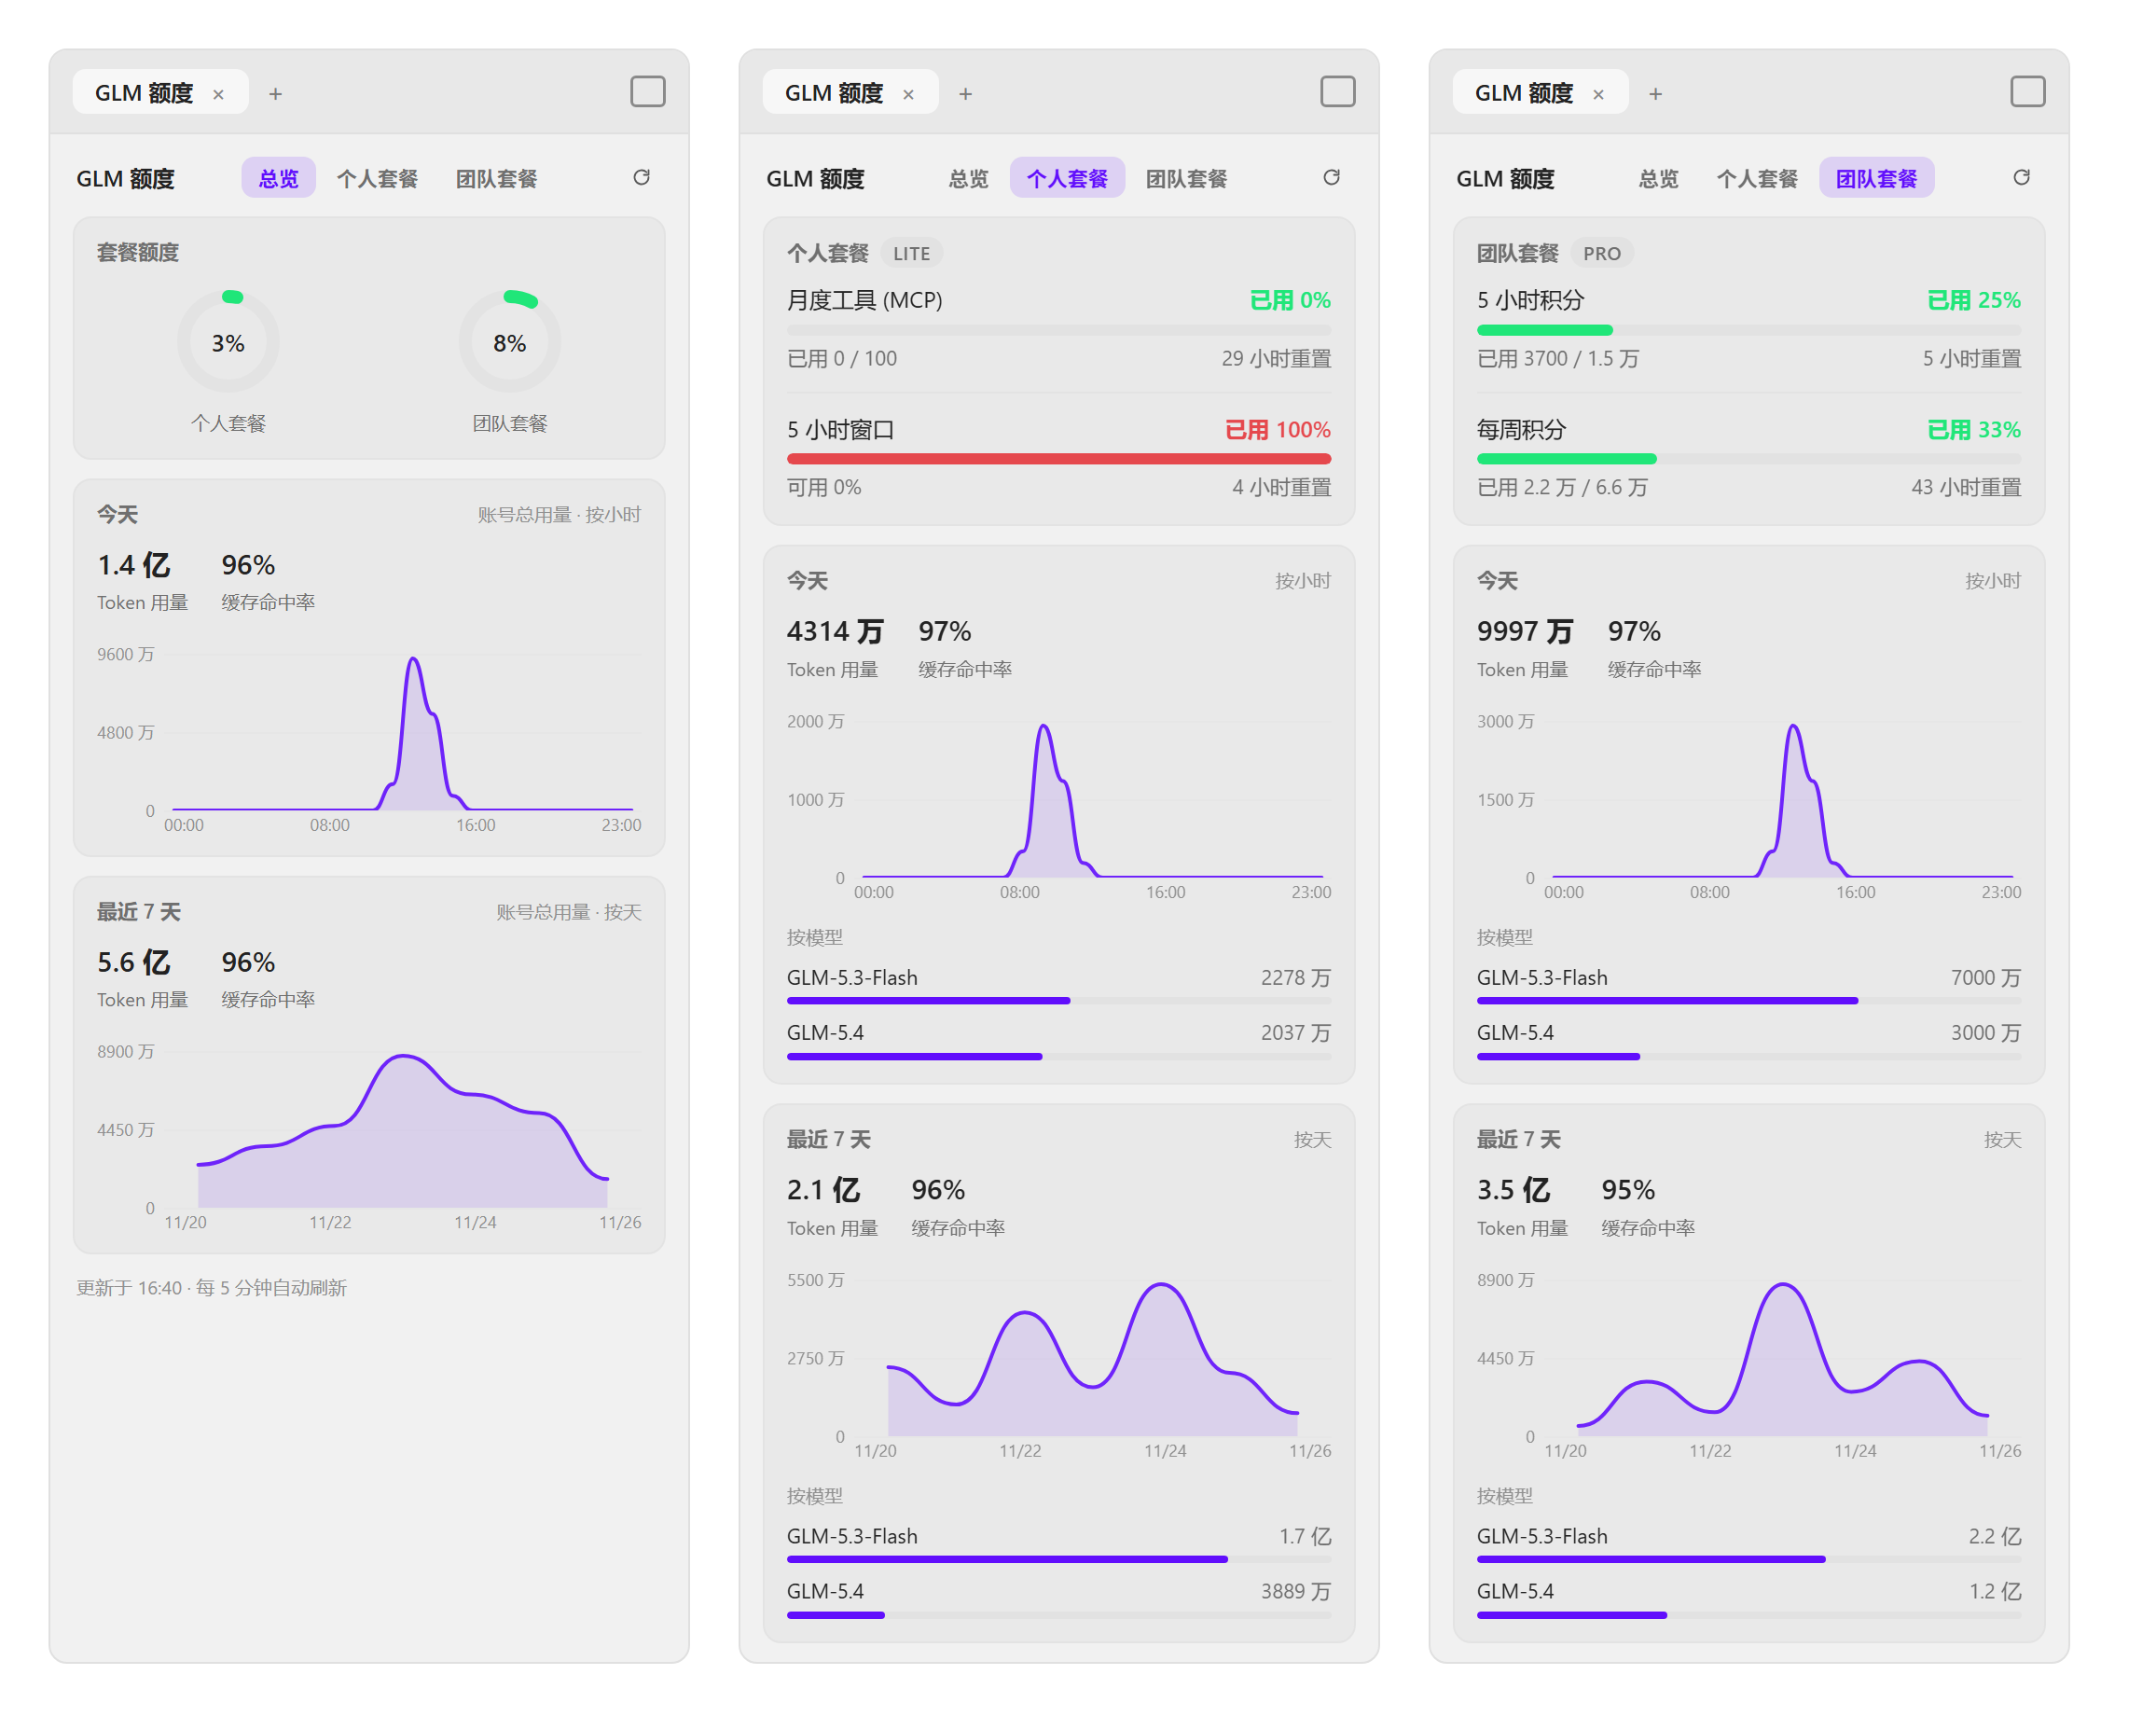 GLM 额度 × +
GLM 额度 总览 个人套餐 团队套餐
套餐额度
3% 8%
个人套餐 团队套餐
今天 账号总用量 · 按小时
1.4 亿 96%
Token 用量 缓存命中率
9600 万
4800 万
0
00:00 08:00 16:00 23:00
最近 7 天 账号总用量 · 按天
5.6 亿 96%
Token 用量 缓存命中率
8900 万
4450 万
0
11/20 11/22 11/24 11/26
更新于 16:40 · 每 5 分钟自动刷新
GLM 额度 × +
GLM 额度 总览 个人套餐 团队套餐
个人套餐 LITE
月度工具 (MCP) 已用 0%
已用 0 / 100 29 小时重置
5 小时窗口 已用 100%
可用 0% 4 小时重置
今天 按小时
4314 万 97%
Token 用量 缓存命中率
2000 万
1000 万
0
00:00 08:00 16:00 23:00
按模型
GLM-5.3-Flash 2278 万
GLM-5.4 2037 万
最近 7 天 按天
2.1 亿 96%
Token 用量 缓存命中率
5500 万
2750 万
0
11/20 11/22 11/24 11/26
按模型
GLM-5.3-Flash 1.7 亿
GLM-5.4 3889 万
GLM 额度 × +
GLM 额度 总览 个人套餐 团队套餐
团队套餐 PRO
5 小时积分 已用 25%
已用 3700 / 1.5 万 5 小时重置
每周积分 已用 33%
已用 2.2 万 / 6.6 万 43 小时重置
今天 按小时
9997 万 97%
Token 用量 缓存命中率
3000 万
1500 万
0
00:00 08:00 16:00 23:00
按模型
GLM-5.3-Flash 7000 万
GLM-5.4 3000 万
最近 7 天 按天
3.5 亿 95%
Token 用量 缓存命中率
8900 万
4450 万
0
11/20 11/22 11/24 11/26
按模型
GLM-5.3-Flash 2.2 亿
GLM-5.4 1.2 亿